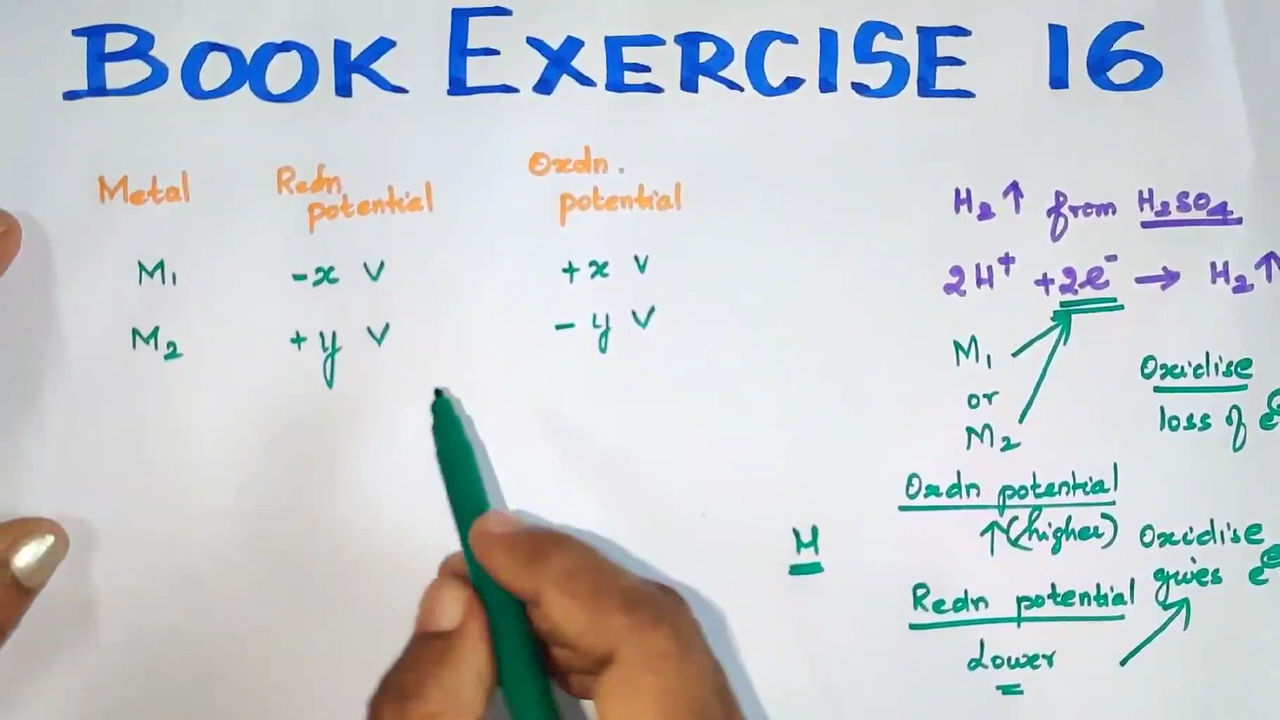 BOOK EXERCISE 16
Metal Redn potential Oxdn. potential
M₁ -x V +x V
M₂ +y V - y V
H₂↑ from H₂SO₄
2H⁺ + 2e⁻ → H₂↑
M₁
or
M₂
Oxidise
loss of e
Oxdn potential
↑(higher)
Oxidise
gives e⊖
Redn potential
Lower
H